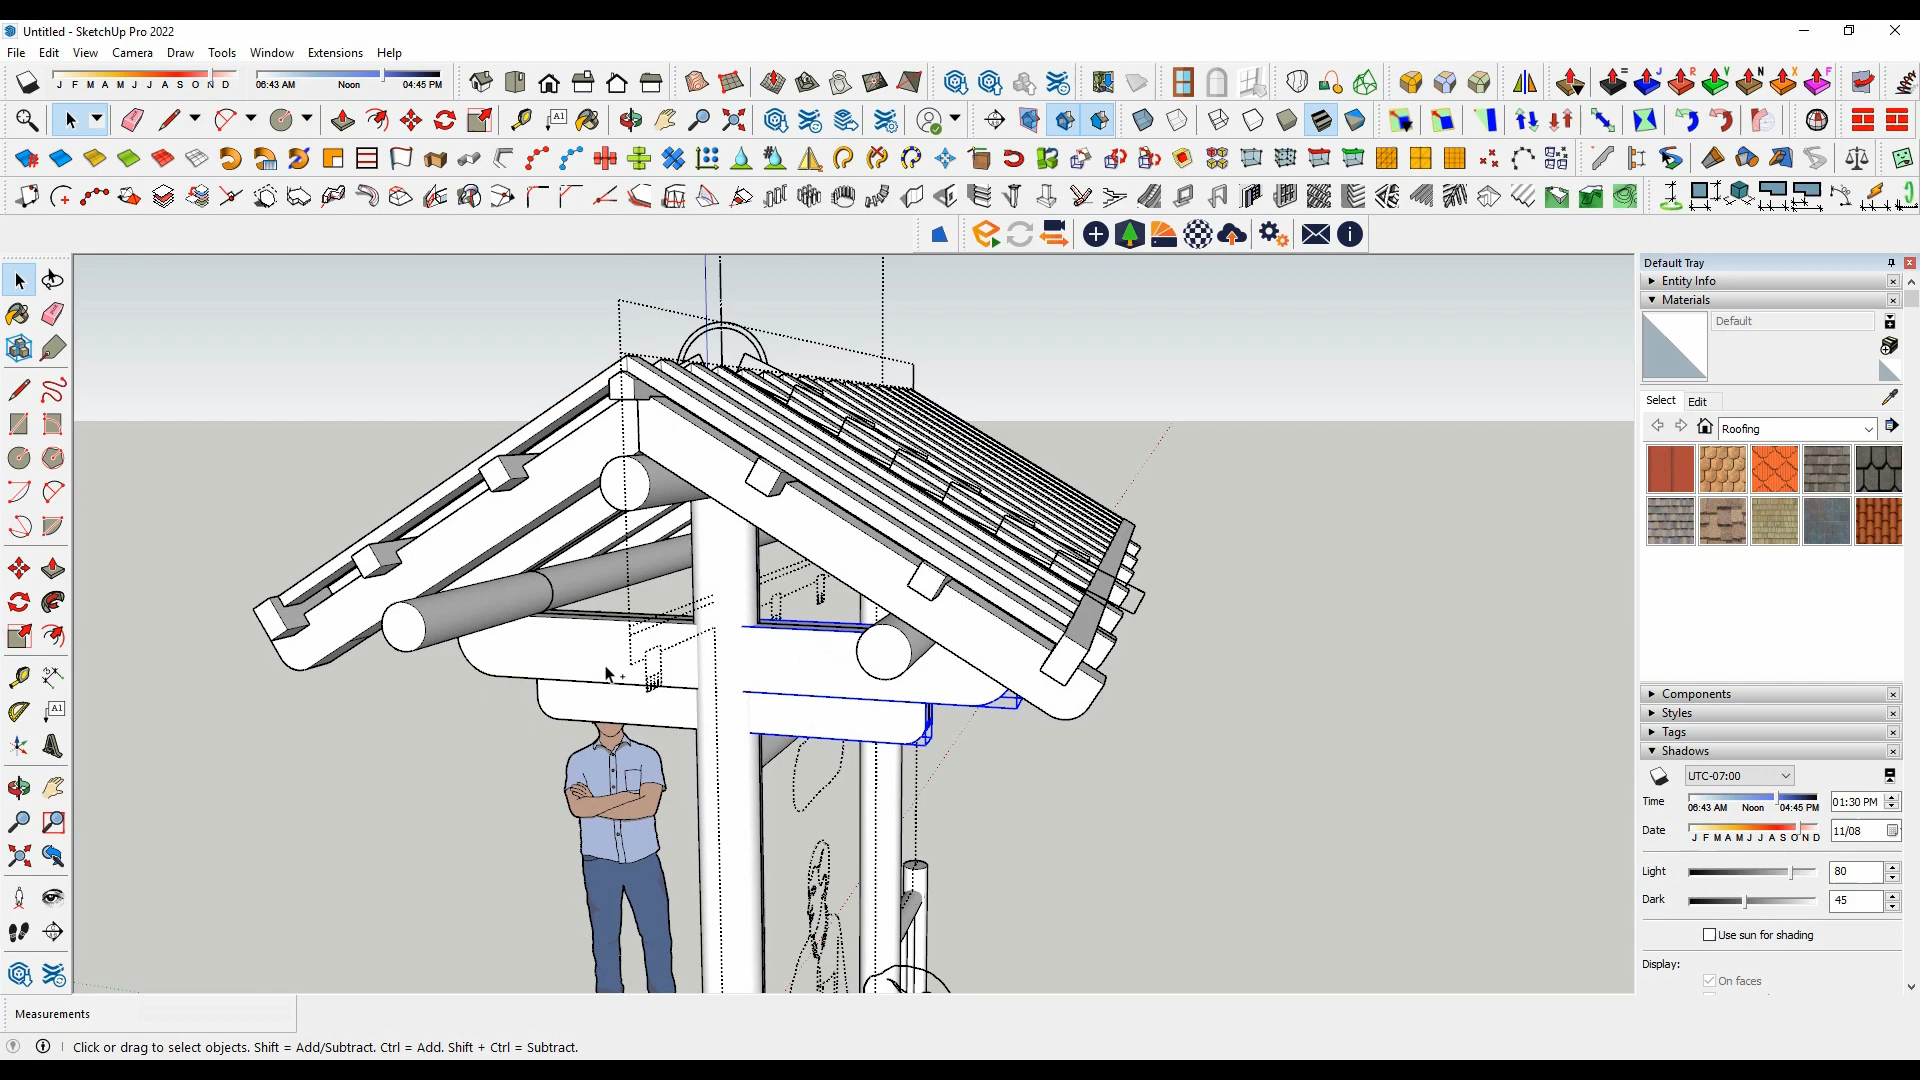 Untitled - SketchUp Pro 2022
File Edit View Camera Draw Tools Window Extensions Help
J F M A M J J A S O N D 06:43 AM Noon 04:45 PM
Default Tray
Entity Info
Materials
Default
Select Edit
Roofing
Components
Styles
Tags
Shadows
UTC-07:00
Time 06:43 AM Noon 04:45 PM 01:30 PM
Date J F M A M J J A S O N D 11/08
Light 80
Dark 45
Use sun for shading
Display:
On faces
Measurements
Click or drag to select objects. Shift = Add/Subtract. Ctrl = Add. Shift + Ctrl = Subtract.